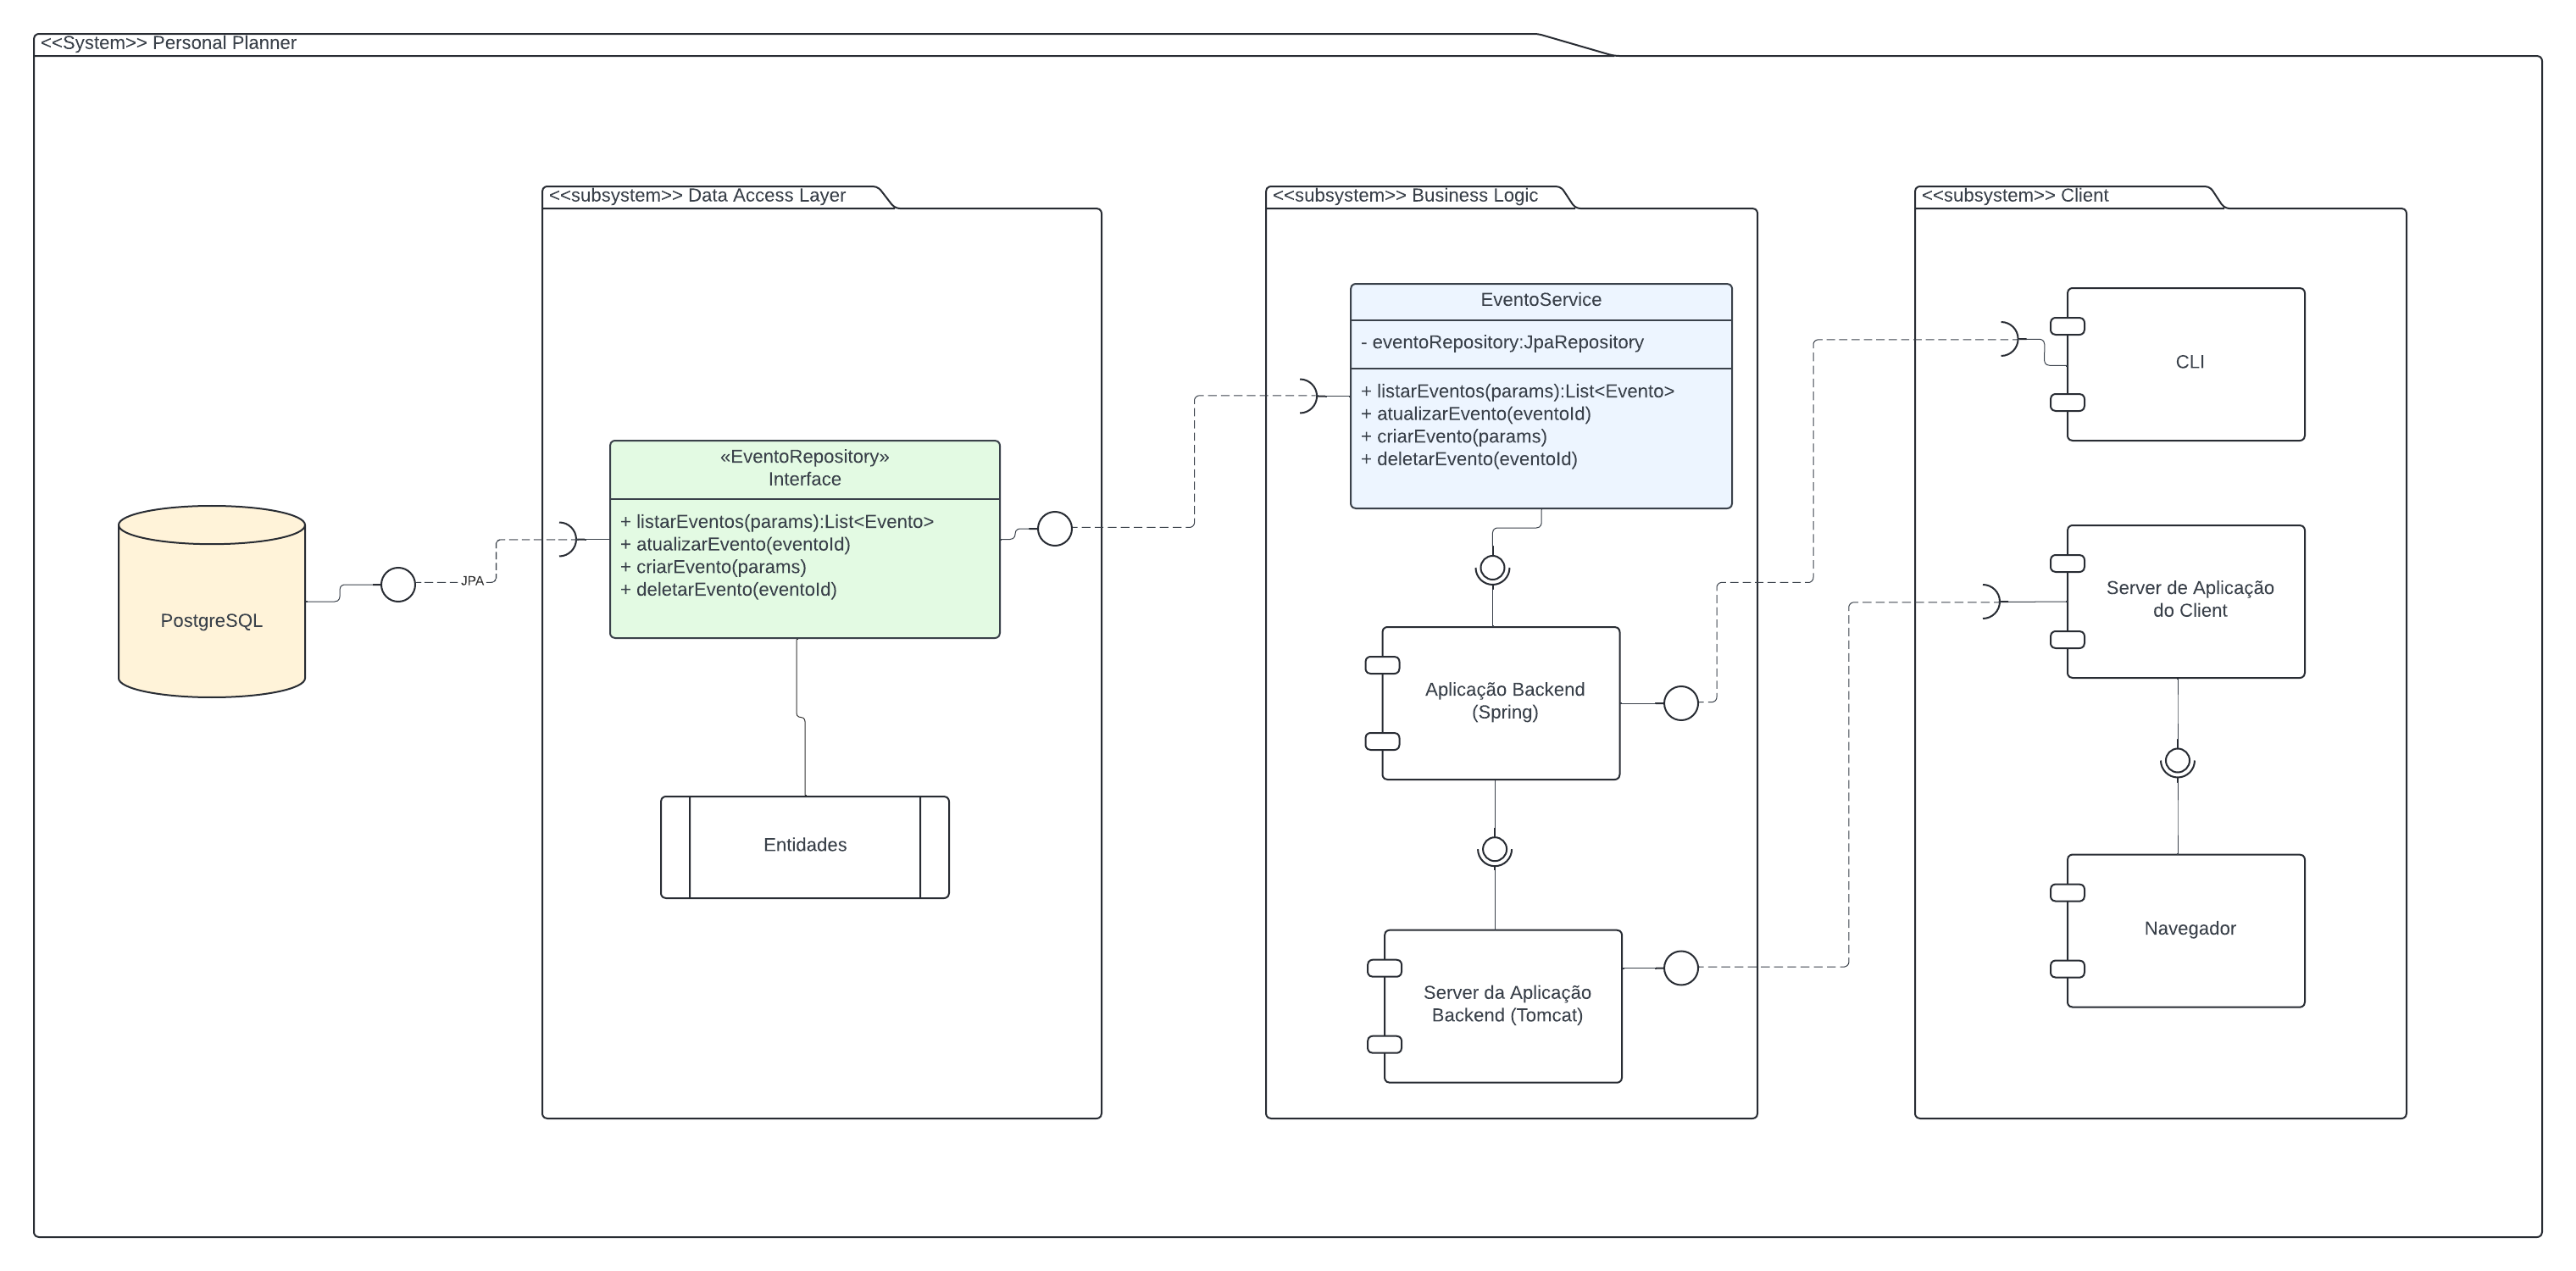 <<System>> Personal Planner
<<subsystem>> Data Access Layer
<<subsystem>> Business Logic
<<subsystem>> Client
PostgreSQL
JPA
«EventoRepository»
Interface
+ listarEventos(params):List<Evento>
+ atualizarEvento(eventoId)
+ criarEvento(params)
+ deletarEvento(eventoId)
Entidades
EventoService
- eventoRepository:JpaRepository
+ listarEventos(params):List<Evento>
+ atualizarEvento(eventoId)
+ criarEvento(params)
+ deletarEvento(eventoId)
Aplicação Backend
(Spring)
Server da Aplicação
Backend (Tomcat)
CLI
Server de Aplicação
do Client
Navegador